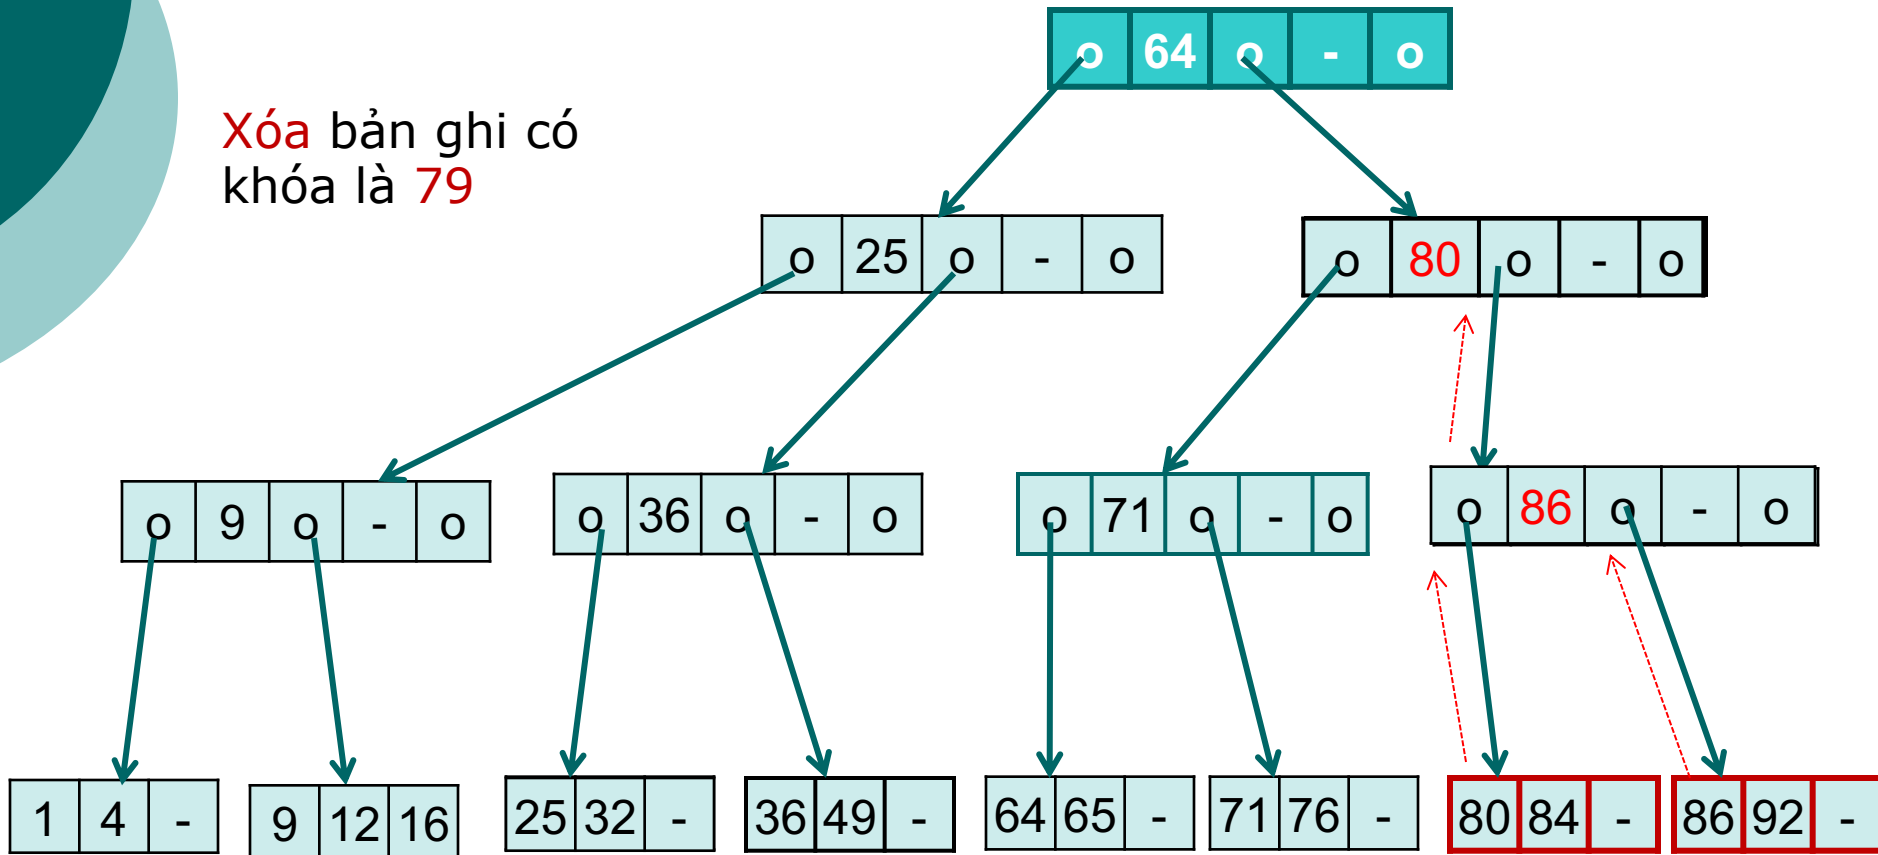 o 64 o - o
Xóa bản ghi có
khóa là 79
o 25 o - o
o 80 o - o
o 9 o - o
o 36 o - o
o 71 o - o
o 86 o - o
1 4 -
9 12 16
25 32 -
36 49 -
64 65 -
71 76 -
80 84 -
86 92 -